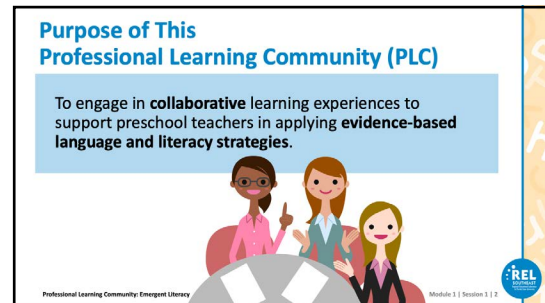 Purpose of This
Professional Learning Community (PLC)
To engage in collaborative learning experiences to
support preschool teachers in applying evidence-based
language and literacy strategies.
Professional Learning Community: Emergent Literacy
Module 1 | Session 1 | 2
REL
SOUTHEAST